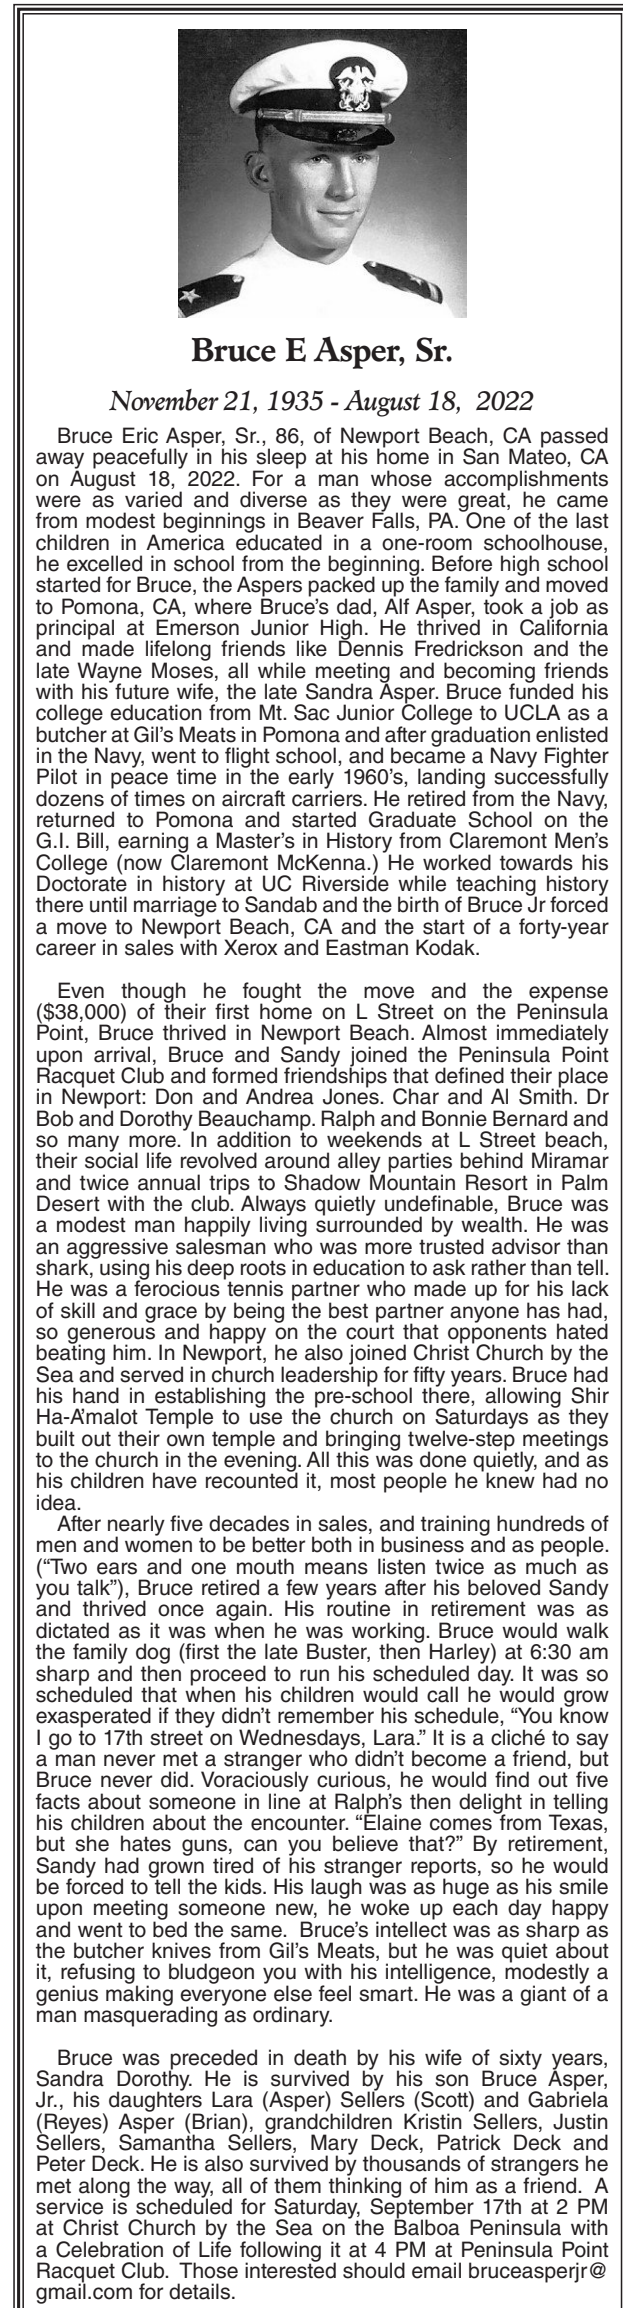 Bruce E Asper, Sr.
November 21, 1935 - August 18, 2022
Bruce Eric Asper, Sr., 86, of Newport Beach, CA passed
away peacefully in his sleep at his home in San Mateo, CA
on August 18, 2022. For a man whose accomplishments
were as varied and diverse as they were great, he came
from modest beginnings in Beaver Falls, PA. One of the last
children in America educated in a one-room schoolhouse,
he excelled in school from the beginning. Before high school
started for Bruce, the Aspers packed up the family and moved
to Pomona, CA, where Bruce's dad, Alf Asper, took a job as
principal at Emerson Junior High. He thrived in California
and made lifelong friends like Dennis Fredrickson and the
late Wayne Moses, all while meeting and becoming friends
with his future wife, the late Sandra Asper. Bruce funded his
college education from Mt. Sac Junior College to UCLA as a
butcher at Gil's Meats in Pomona and after graduation enlisted
in the Navy, went to flight school, and became a Navy Fighter
Pilot in peace time in the early 1960's, landing successfully
dozens of times on aircraft carriers. He retired from the Navy,
returned to Pomona and started Graduate School on the
G.I. Bill, earning a Master's in History from Claremont Men's
College (now Claremont McKenna.) He worked towards his
Doctorate in history at UC Riverside while teaching history
there until marriage to Sandab and the birth of Bruce Jr forced
a move to Newport Beach, CA and the start of a forty-year
career in sales with Xerox and Eastman Kodak.
Even though he fought the move and the expense
($38,000) of their first home on L Street on the Peninsula
Point, Bruce thrived in Newport Beach. Almost immediately
upon arrival, Bruce and Sandy joined the Peninsula Point
Racquet Club and formed friendships that defined their place
in Newport: Don and Andrea Jones. Char and Al Smith. Dr
Bob and Dorothy Beauchamp. Ralph and Bonnie Bernard and
so many more. In addition to weekends at L Street beach,
their social life revolved around alley parties behind Miramar
and twice annual trips to Shadow Mountain Resort in Palm
Desert with the club. Always quietly undefinable, Bruce was
a modest man happily living surrounded by wealth. He was
an aggressive salesman who was more trusted advisor than
shark, using his deep roots in education to ask rather than tell.
He was a ferocious tennis partner who made up for his lack
of skill and grace by being the best partner anyone has had,
so generous and happy on the court that opponents hated
beating him. In Newport, he also joined Christ Church by the
Sea and served in church leadership for fifty years. Bruce had
his hand in establishing the pre-school there, allowing Shir
Ha-A'malot Temple to use the church on Saturdays as they
built out their own temple and bringing twelve-step meetings
to the church in the evening. All this was done quietly, and as
his children have recounted it, most people he knew had no
idea.
After nearly five decades in sales, and training hundreds of
men and women to be better both in business and as people.
("Two ears and one mouth means listen twice as much as
you talk"), Bruce retired a few years after his beloved Sandy
and thrived once again. His routine in retirement was as
dictated as it was when he was working. Bruce would walk
the family dog (first the late Buster, then Harley) at 6:30 am
sharp and then proceed to run his scheduled day. It was so
scheduled that when his children would call he would grow
exasperated if they didn't remember his schedule, "You know
I go to 17th street on Wednesdays, Lara." It is a cliché to say
a man never met a stranger who didn't become a friend, but
Bruce never did. Voraciously curious, he would find out five
facts about someone in line at Ralph's then delight in telling
his children about the encounter. "Elaine comes from Texas,
but she hates guns, can you believe that?" By retirement,
Sandy had grown tired of his stranger reports, so he would
be forced to tell the kids. His laugh was as huge as his smile
upon meeting someone new, he woke up each day happy
and went to bed the same. Bruce's intellect was as sharp as
the butcher knives from Gil's Meats, but he was quiet about
it, refusing to bludgeon you with his intelligence, modestly a
genius making everyone else feel smart. He was a giant of a
man masquerading as ordinary.
Bruce was preceded in death by his wife of sixty years,
Sandra Dorothy. He is survived by his son Bruce Asper,
Jr., his daughters Lara (Asper) Sellers (Scott) and Gabriela
(Reyes) Asper (Brian), grandchildren Kristin Sellers, Justin
Sellers, Samantha Sellers, Mary Deck, Patrick Deck and
Peter Deck. He is also survived by thousands of strangers he
met along the way, all of them thinking of him as a friend. A
service is scheduled for Saturday, September 17th at 2 PM
at Christ Church by the Sea on the Balboa Peninsula with
a Celebration of Life following it at 4 PM at Peninsula Point
Racquet Club. Those interested should email bruceasperjr@
gmail.com for details.